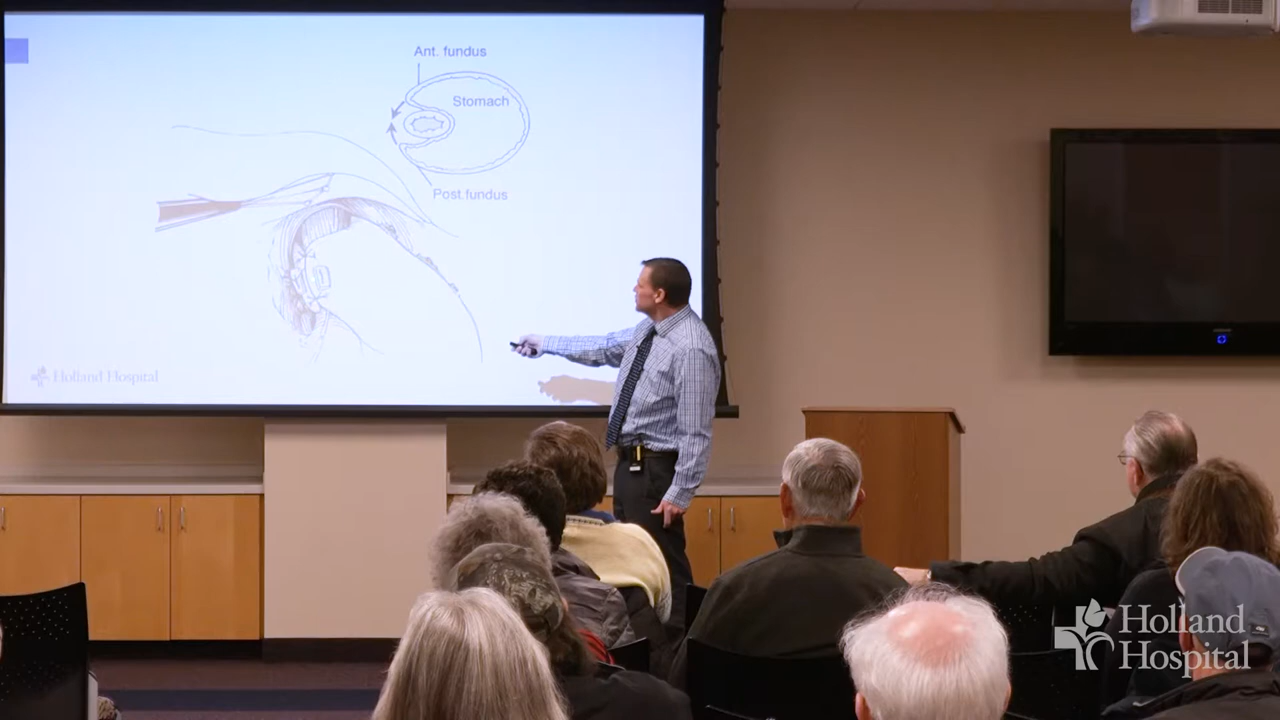 Ant. fundus
Stomach
Post.fundus
Holland Hospital
Holland
Hospital